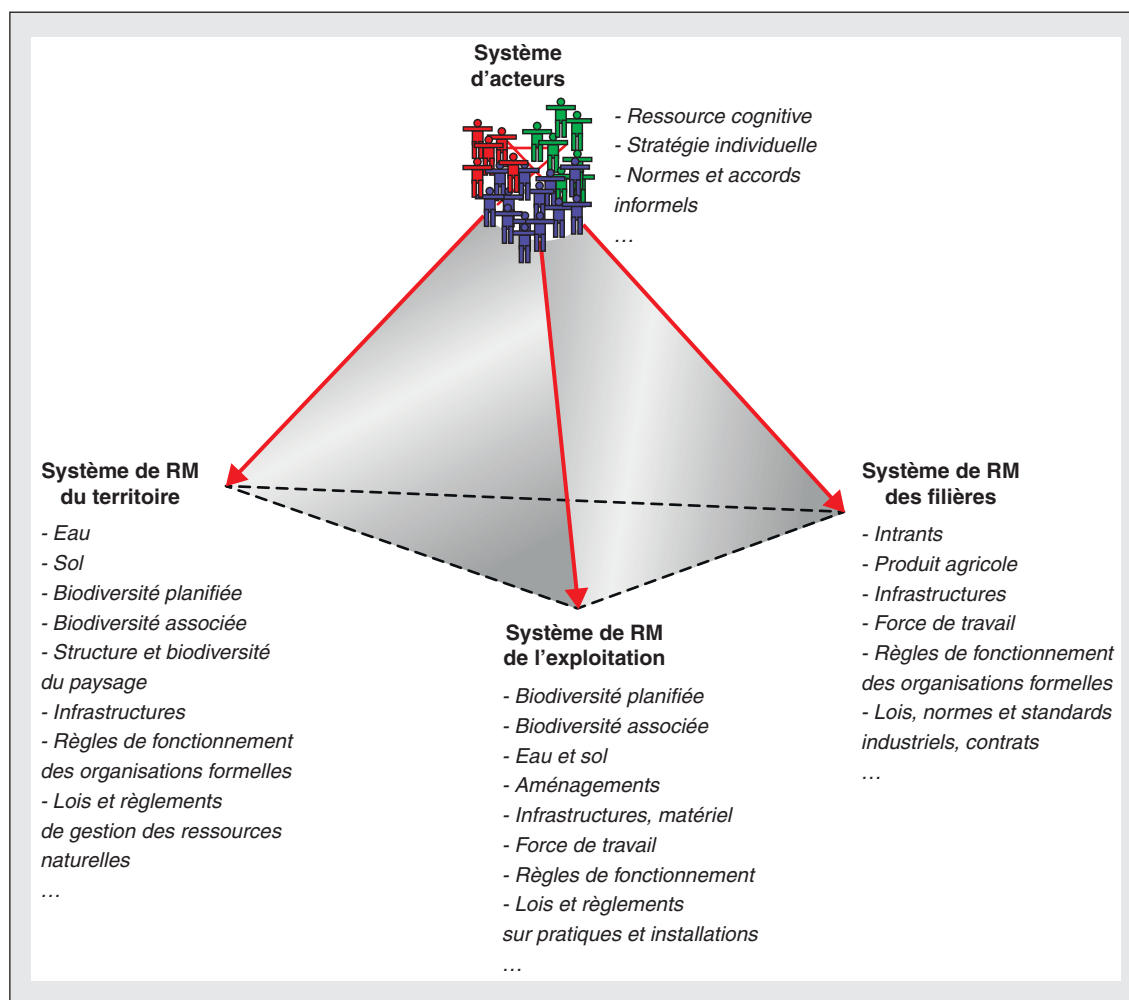 Système
d'acteurs
- Ressource cognitive
- Stratégie individuelle
- Normes et accords
informels
…
Système de RM
du territoire
- Eau
- Sol
- Biodiversité planifiée
- Biodiversité associée
- Structure et biodiversité
du paysage
- Infrastructures
- Règles de fonctionnement
des organisations formelles
- Lois et règlements
de gestion des ressources
naturelles
…
Système de RM
de l'exploitation
- Biodiversité planifiée
- Biodiversité associée
- Eau et sol
- Aménagements
- Infrastructures, matériel
- Force de travail
- Règles de fonctionnement
- Lois et règlements
sur pratiques et installations
…
Système de RM
des filières
- Intrants
- Produit agricole
- Infrastructures
- Force de travail
- Règles de fonctionnement
des organisations formelles
- Lois, normes et standards
industriels, contrats
…